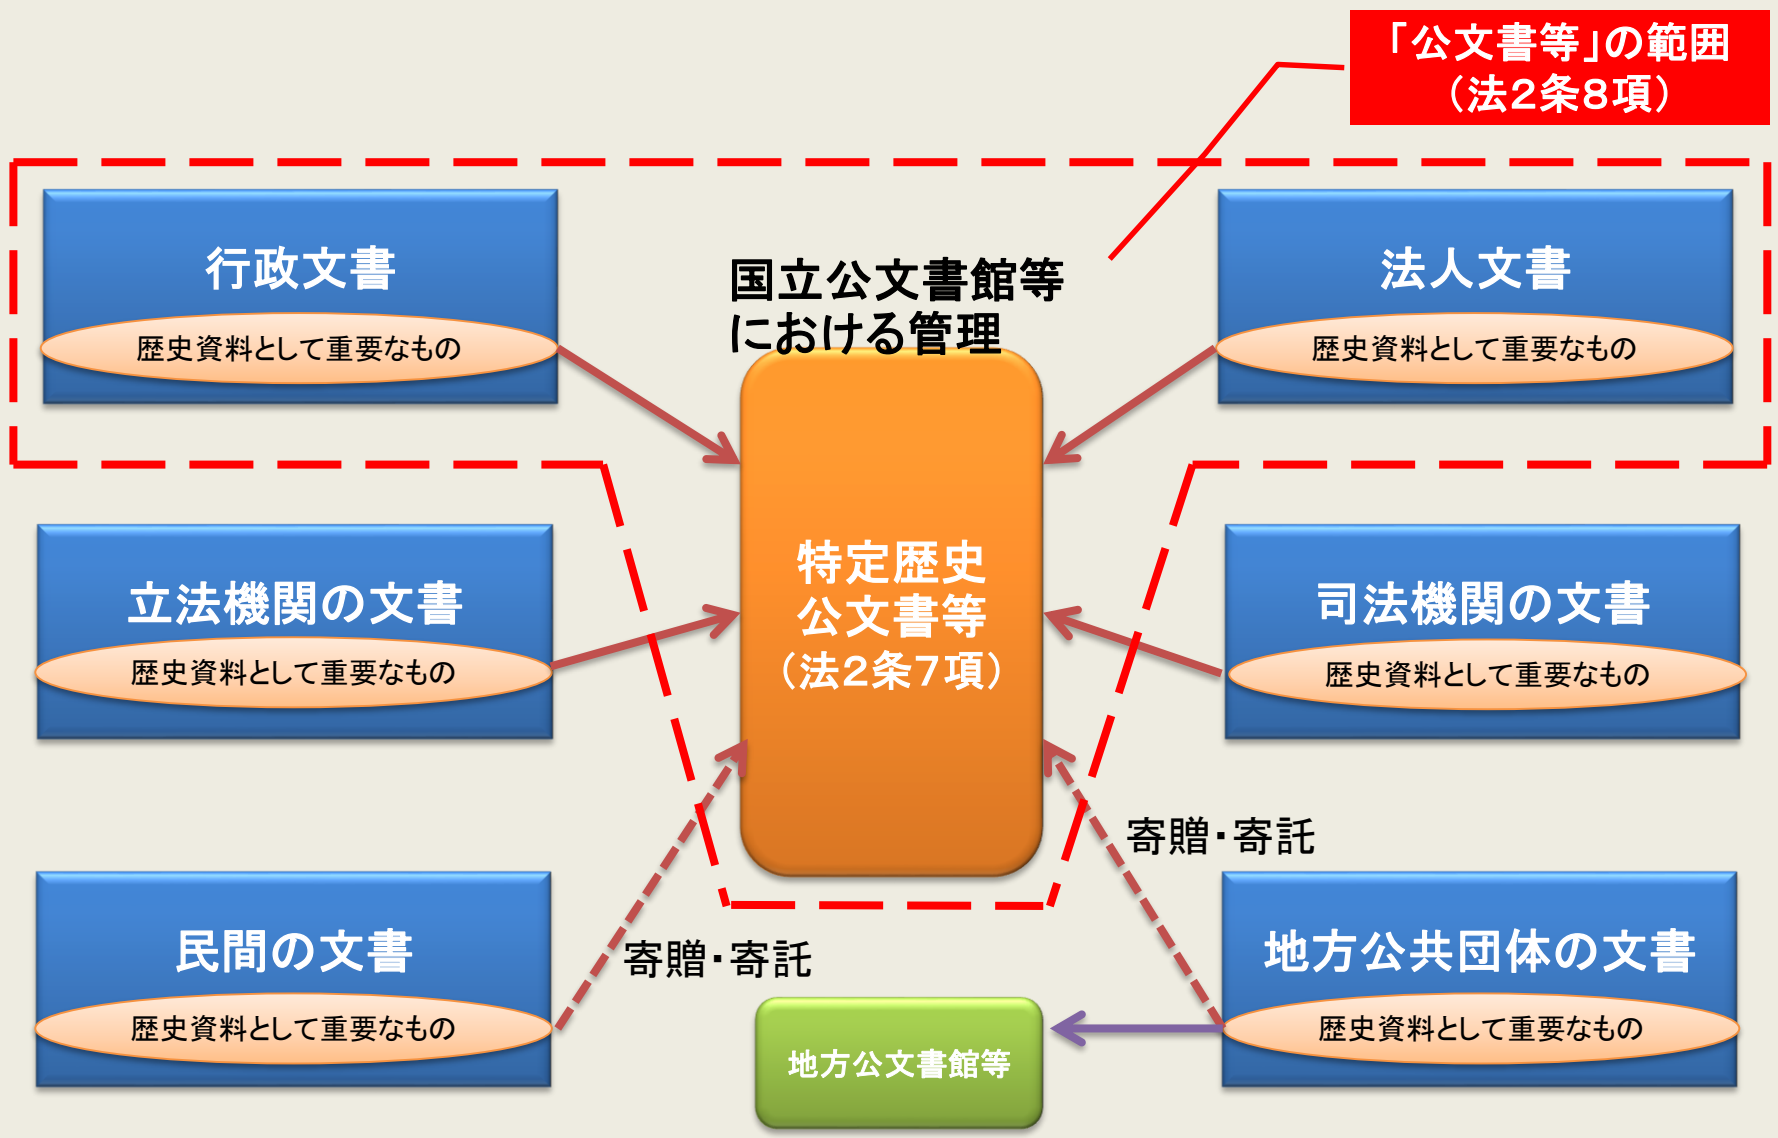 「公文書等」の範囲
（法２条８項）
行政文書
歴史資料として重要なもの
国立公文書館等
における管理
法人文書
歴史資料として重要なもの
特定歴史
公文書等
（法２条７項）
立法機関の文書
歴史資料として重要なもの
司法機関の文書
歴史資料として重要なもの
寄贈・寄託
民間の文書
歴史資料として重要なもの
寄贈・寄託
地方公共団体の文書
歴史資料として重要なもの
地方公文書館等